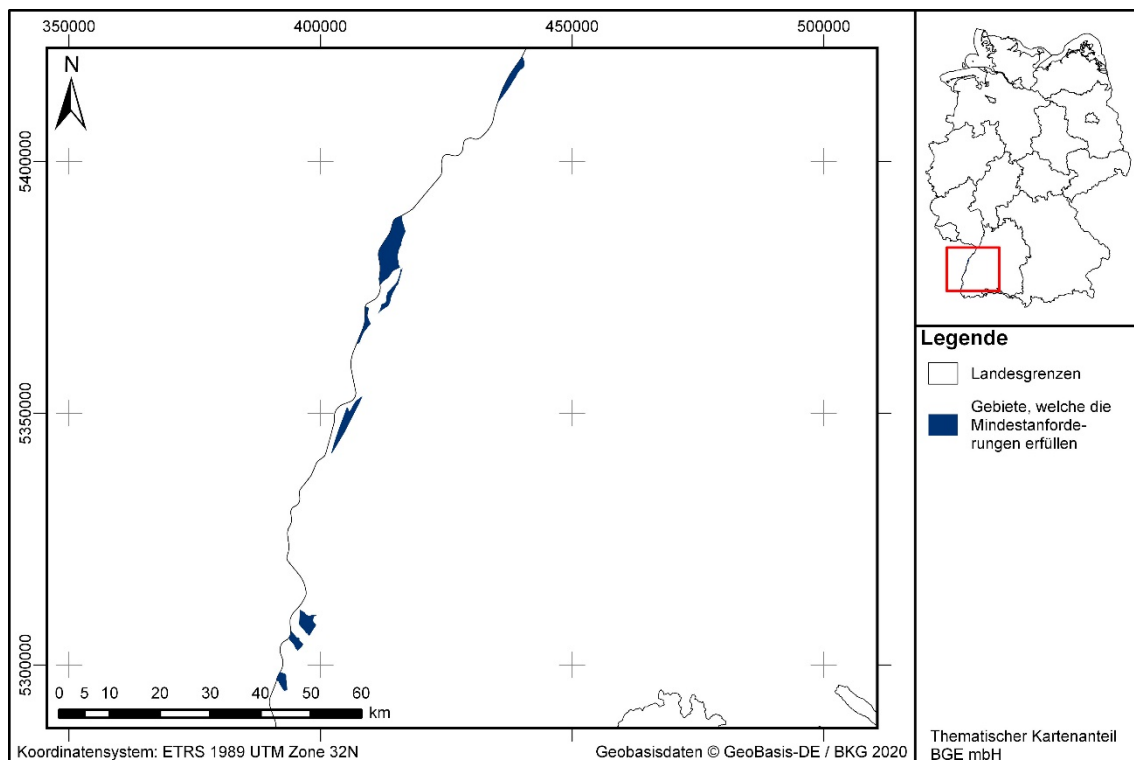 350000
400000
450000
500000
N
5400000
5350000
5300000
0 5 10 20 30 40 50 60
km
Koordinatensystem: ETRS 1989 UTM Zone 32N
Geobasisdaten © GeoBasis-DE / BKG 2020
Legende
Landesgrenzen
Gebiete, welche die
Mindestanforde-
rungen erfüllen
Thematischer Kartenanteil
BGE mbH